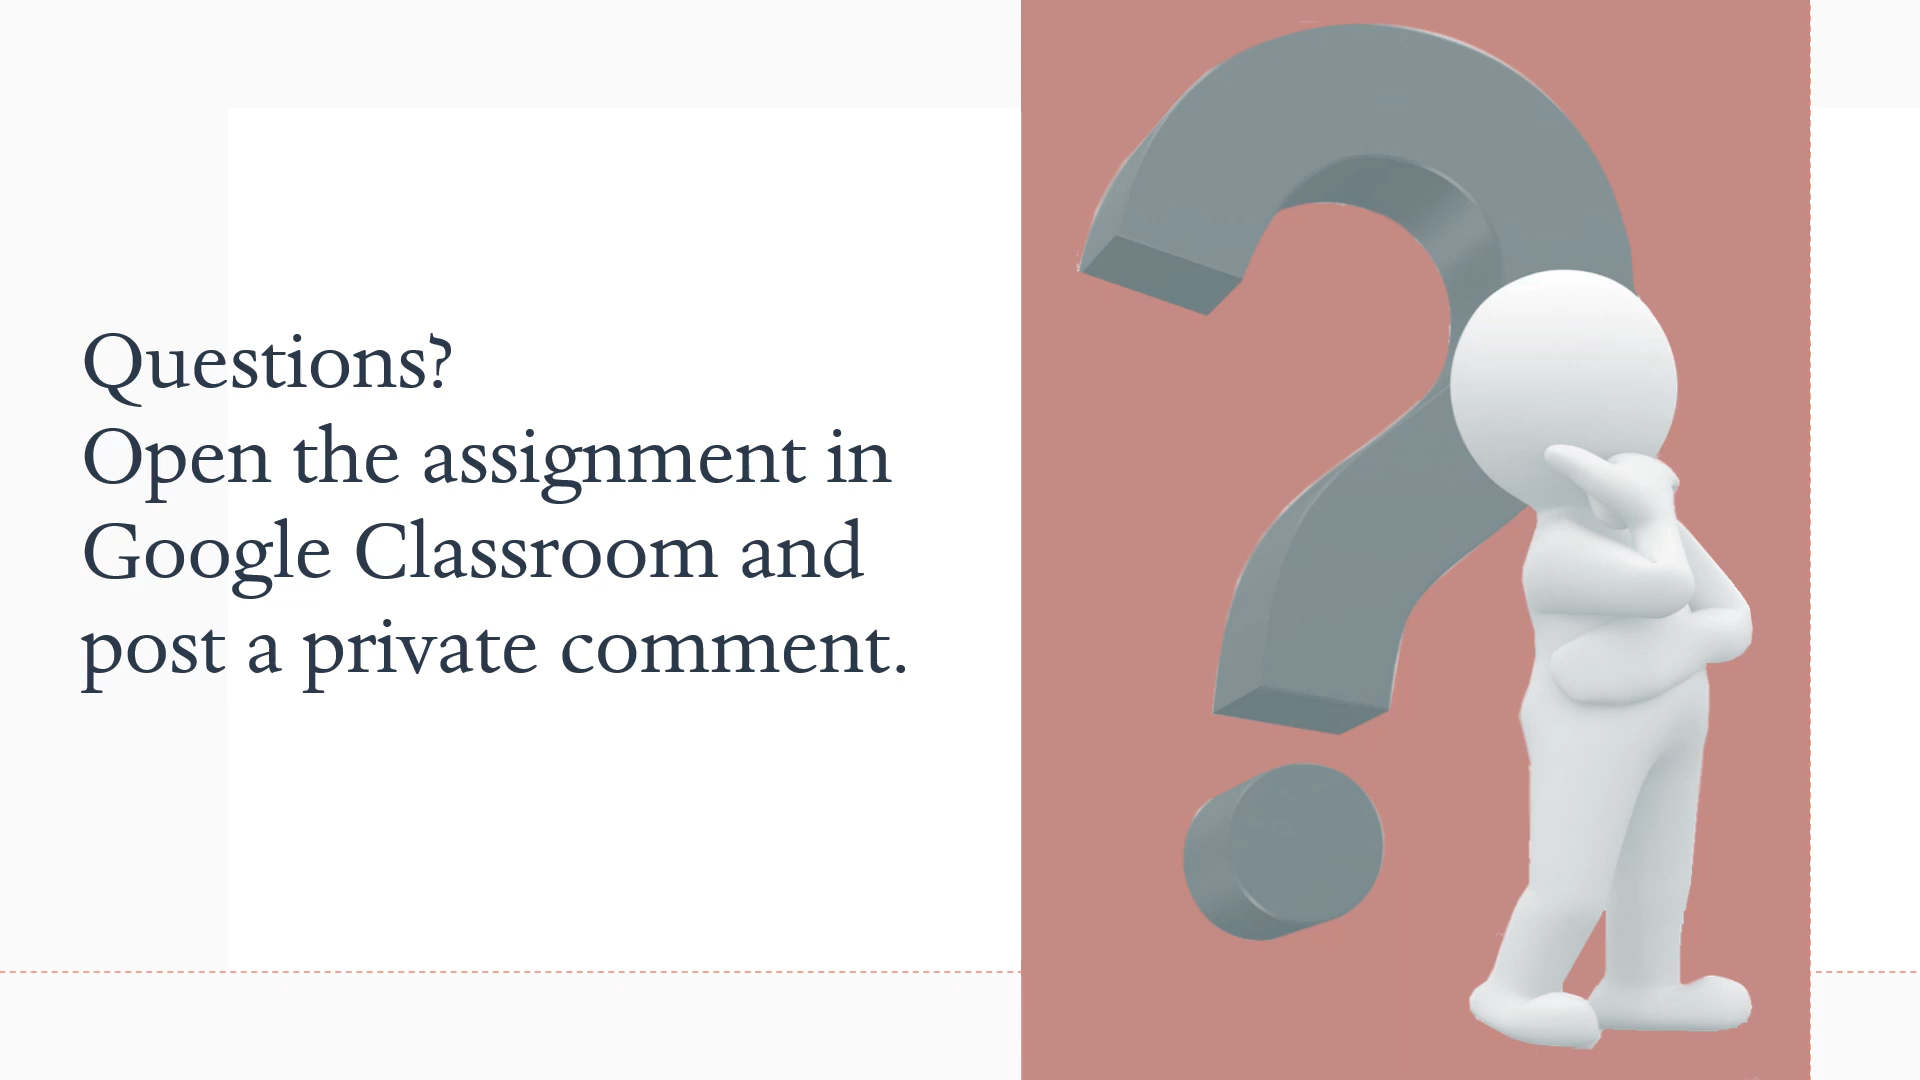 Questions?
Open the assignment in
Google Classroom and
post a private comment.